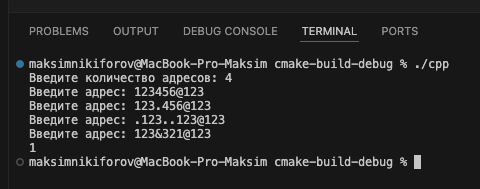 PROBLEMS OUTPUT DEBUG CONSOLE TERMINAL PORTS
maksimnikiforov@MacBook-Pro-Maksim cmake-build-debug % ./cpp
Введите количество адресов: 4
Введите адрес: 123456@123
Введите адрес: 123.456@123
Введите адрес: .123..123@123
Введите адрес: 123&321@123
1
maksimnikiforov@MacBook-Pro-Maksim cmake-build-debug %